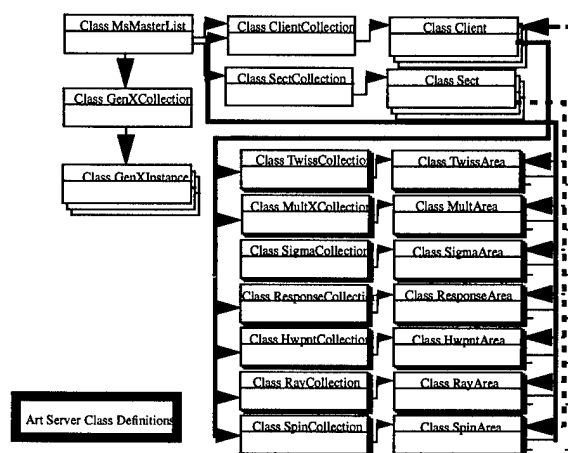 Class MsMasterList
Class ClientCollection
Class Client
Class SectCollection
Class Sect
Class GenXCollection
Class GenXInstance
Class TwissCollection
Class TwissArea
Class MultXCollection
Class MultArea
Class SigmaCollection
Class SigmaArea
Class ResponseCollection
Class ResponseArea
Class HwpntCollection
Class HwpntArea
Class RayCollection
Class RayArea
Class SpinCollection
Class SpinArea
Art Server Class Definitions